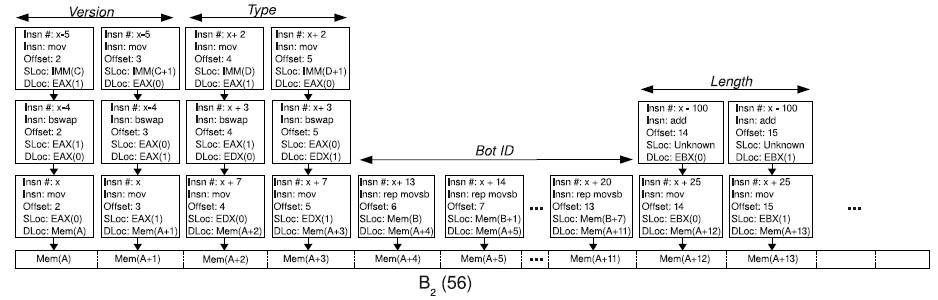 Version
Type
Insn #: x-5
Insn: mov
Offset: 2
SLoc: IMM(C)
DLoc: EAX(1)
Insn #: x-5
Insn: mov
Offset: 3
SLoc: IMM(C+1)
DLoc: EAX(0)
Insn #: x+ 2
Insn: mov
Offset: 4
SLoc: IMM(D)
DLoc: EAX(1)
Insn #: x+ 2
Insn: mov
Offset: 5
SLoc: IMM(D+1)
DLoc: EAX(0)
Length
Insn #: x-4
Insn: bswap
Offset: 2
SLoc: EAX(1)
DLoc: EAX(0)
Insn #: x-4
Insn: bswap
Offset: 3
SLoc: EAX(0)
DLoc: EAX(1)
Insn #: x + 3
Insn: bswap
Offset: 4
SLoc: EAX(1)
DLoc: EDX(0)
Insn #: x+ 3
Insn: bswap
Offset: 5
SLoc: EAX(0)
DLoc: EDX(1)
Insn #: x - 100
Insn: add
Offset: 14
SLoc: Unknown
DLoc: EBX(0)
Insn #: x - 100
Insn: add
Offset: 15
SLoc: Unknown
DLoc: EBX(1)
Bot ID
Insn #: x
Insn: mov
Offset: 2
SLoc: EAX(0)
DLoc: Mem(A)
Insn #: x
Insn: mov
Offset: 3
SLoc: EAX(1)
DLoc: Mem(A+1)
Insn #: x + 7
Insn: mov
Offset: 4
SLoc: EDX(0)
DLoc: Mem(A+2)
Insn #: x + 7
Insn: mov
Offset: 5
SLoc: EDX(1)
DLoc: Mem(A+3)
Insn #: x+ 13
Insn: rep movsb
Offset: 6
SLoc: Mem(B)
DLoc: Mem(A+4)
Insn #: x + 14
Insn: rep movsb
Offset: 7
SLoc: Mem(B+1)
DLoc: Mem(A+5)
...
Insn #: x + 20
Insn: rep movsb
Offset: 13
SLoc: Mem(B+7)
DLoc: Mem(A+11)
Insn #: x + 25
Insn: mov
Offset: 14
SLoc: EBX(0)
DLoc: Mem(A+12)
Insn #: x + 25
Insn: mov
Offset: 15
SLoc: EBX(1)
DLoc: Mem(A+13)
...
Mem(A) Mem(A+1) Mem(A+2) Mem(A+3) Mem(A+4) Mem(A+5) ... Mem(A+11) Mem(A+12) Mem(A+13)
B2 (56)